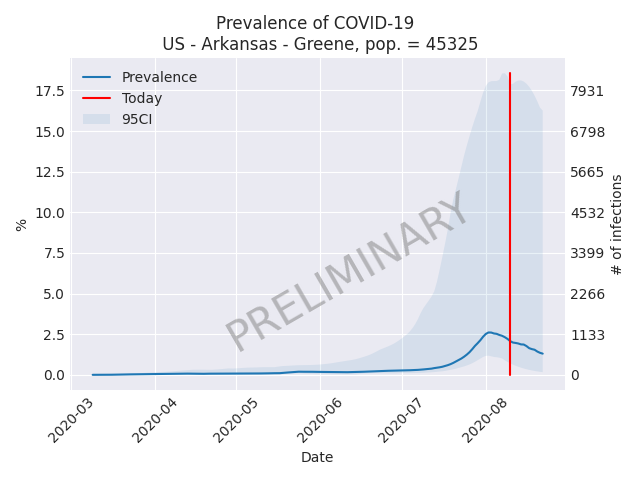 Prevalence of COVID-19
US - Arkansas - Greene, pop. = 45325
Prevalence
Today
95CI
17.5
15.0
12.5
10.0
7.5
5.0
2.5
0.0
%
7931
6798
5665
4532
3399
2266
1133
0
# of infections
PRELIMINARY
2020-03
2020-04
2020-05
2020-06
2020-07
2020-08
Date